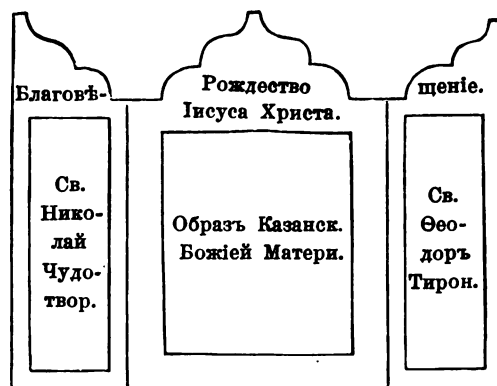 Благовѣ-
Рождество
Іисуса Христа.
щеніе.
Св.
Нико-
лай
Чудо-
твор.
Образъ Казанск.
Божіей Матери.
Св.
Ѳео-
доръ
Тирон.